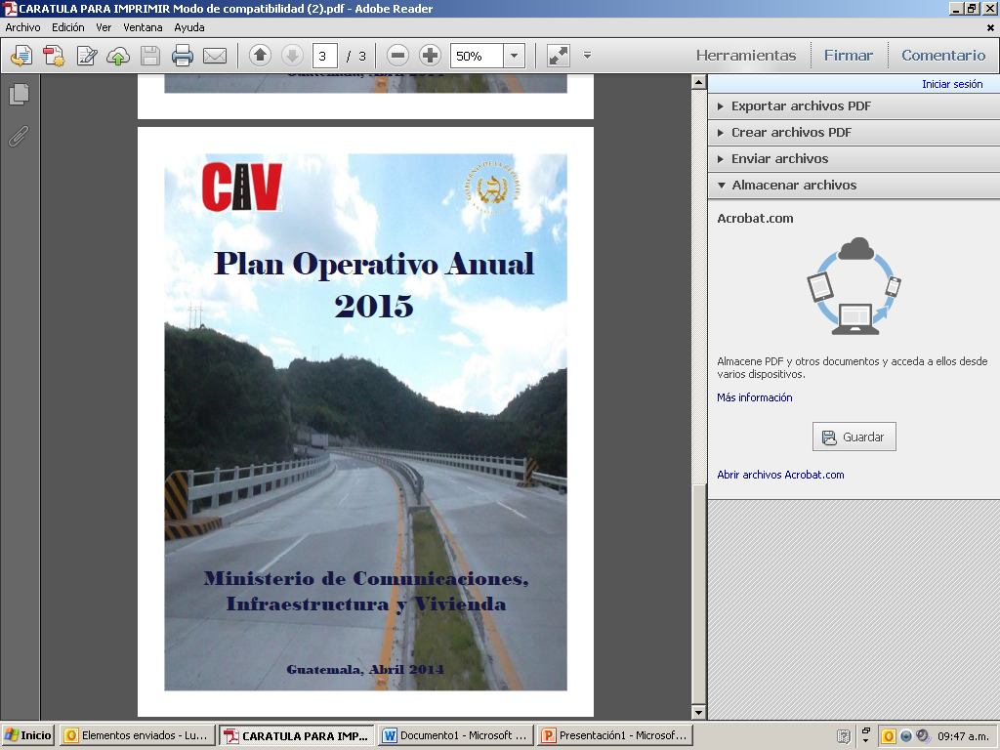 CARATULA PARA IMPRIMIR Modo de compatibilidad (2).pdf - Adobe Reader
Archivo Edición Ver Ventana Ayuda
3 / 3 50% Herramientas Firmar Comentario
Iniciar sesión
Exportar archivos PDF
Crear archivos PDF
Enviar archivos
Almacenar archivos
Acrobat.com
Almacene PDF y otros documentos y acceda a ellos desde
varios dispositivos.
Más información
Guardar
Abrir archivos Acrobat.com
Guatemala, Abril 2014
CIV
GOBIERNO DE LA REPUBLICA
Plan Operativo Anual
2015
Ministerio de Comunicaciones,
Infraestructura y Vivienda
Guatemala, Abril 2014
Inicio Elementos enviados - Lu... CARATULA PARA IMP... Documento1 - Microsoft ... Presentación1 - Microsof... 09:47 a.m.